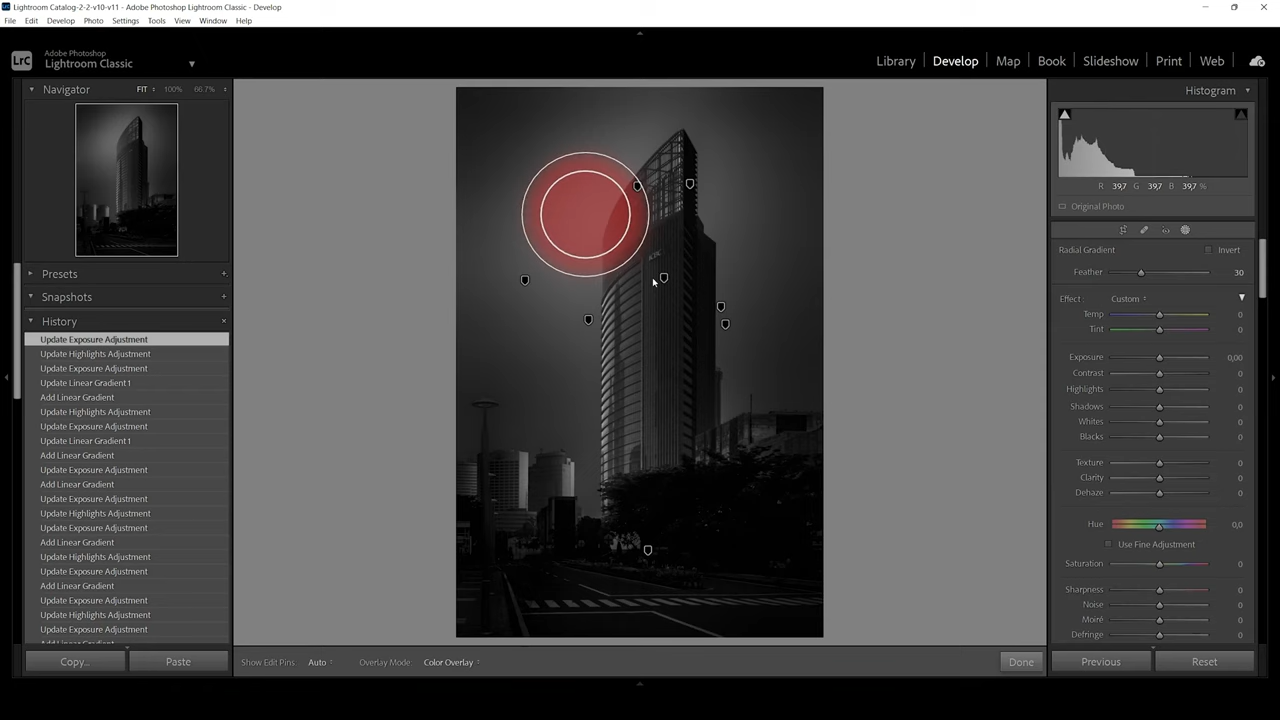 Lightroom Catalog-2-2-v10-v11 - Adobe Photoshop Lightroom Classic - Develop
File Edit Develop Photo Settings Tools View Window Help
LrC Adobe Photoshop
Lightroom Classic
Library Develop Map Book Slideshow Print Web
Navigator FIT 100% 66.7%
Presets
Snapshots
History
Update Exposure Adjustment
Update Highlights Adjustment
Update Exposure Adjustment
Update Linear Gradient 1
Add Linear Gradient
Update Highlights Adjustment
Update Exposure Adjustment
Update Linear Gradient 1
Add Linear Gradient
Update Exposure Adjustment
Add Linear Gradient
Update Exposure Adjustment
Update Highlights Adjustment
Update Exposure Adjustment
Add Linear Gradient
Update Highlights Adjustment
Update Exposure Adjustment
Add Linear Gradient
Update Exposure Adjustment
Update Highlights Adjustment
Update Exposure Adjustment
Add Linear Gradient
Copy... Paste
Show Edit Pins Auto Overlay Mode: Color Overlay Done
Histogram
R 39,7 G 39,7 B 39,7 %
Original Photo
Radial Gradient Invert
Feather 30
Effect : Custom
Temp 0
Tint 0
Exposure 0,00
Contrast 0
Highlights 0
Shadows 0
Whites 0
Blacks 0
Texture 0
Clarity 0
Dehaze 0
Hue 0,0
Use Fine Adjustment
Saturation 0
Sharpness 0
Noise 0
Moiré 0
Defringe 0
Previous Reset